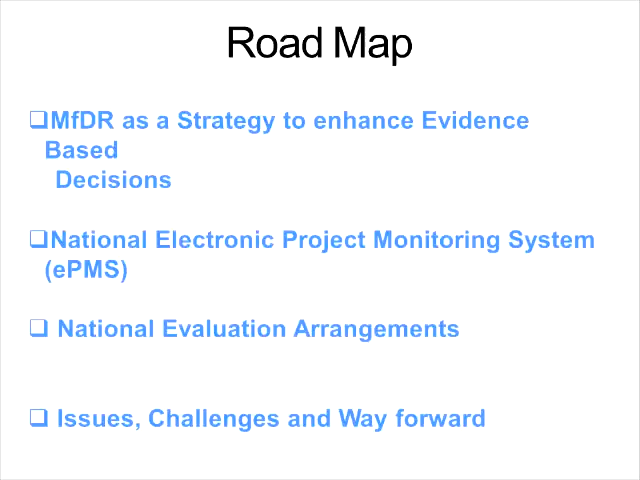 Road Map
❑MfDR as a Strategy to enhance Evidence
Based
Decisions
❑National Electronic Project Monitoring System
(ePMS)
❑ National Evaluation Arrangements
❑ Issues, Challenges and Way forward